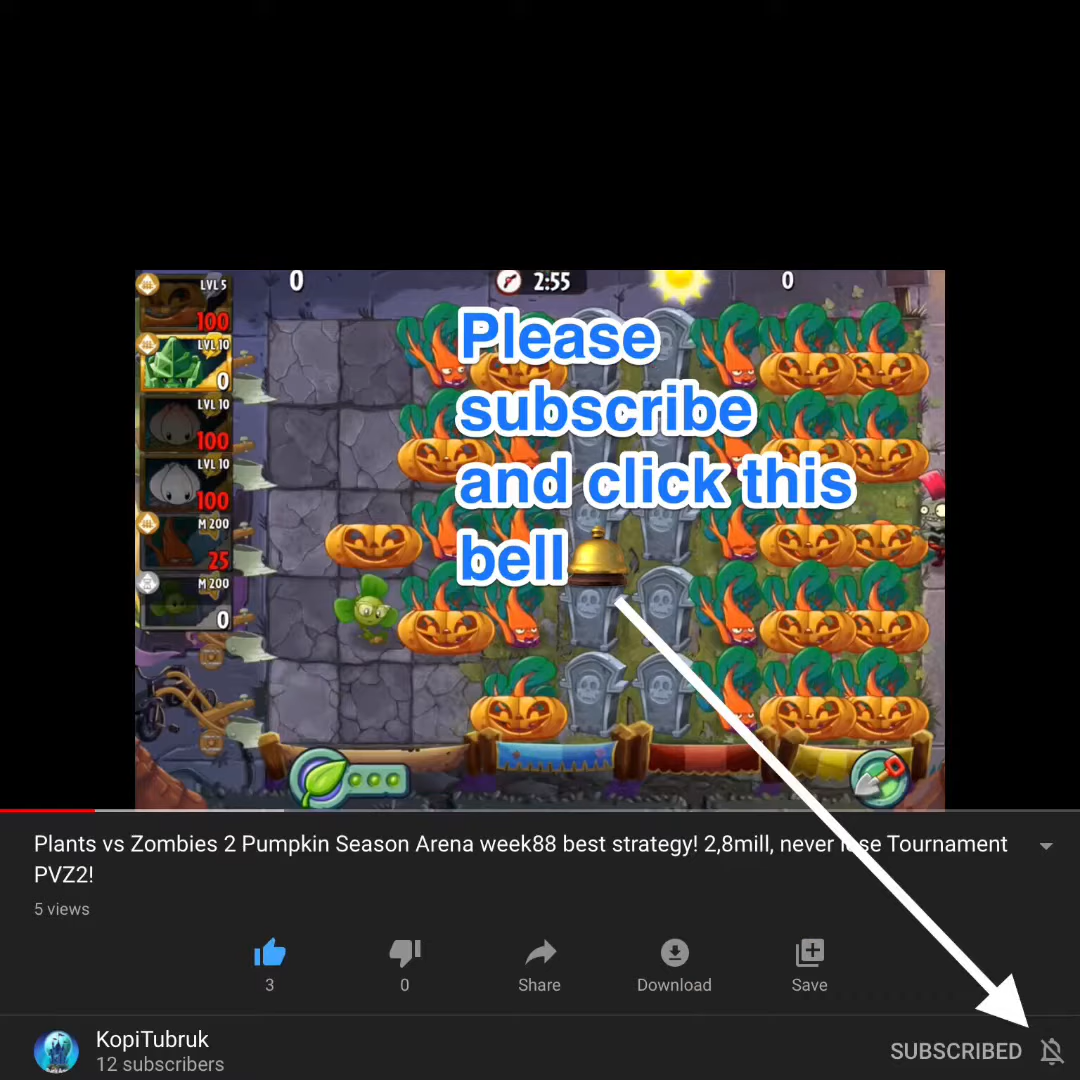 LVL 5
0
2:55
0
100
LVL 10
0
LVL 10
100
LVL 10
100
M 200
25
M 200
0
Please
subscribe
and click this
bell
Plants vs Zombies 2 Pumpkin Season Arena week88 best strategy! 2,8mill, never lose Tournament
PVZ2!
5 views
3
0
Share
Download
Save
KopiTubruk
12 subscribers
SUBSCRIBED